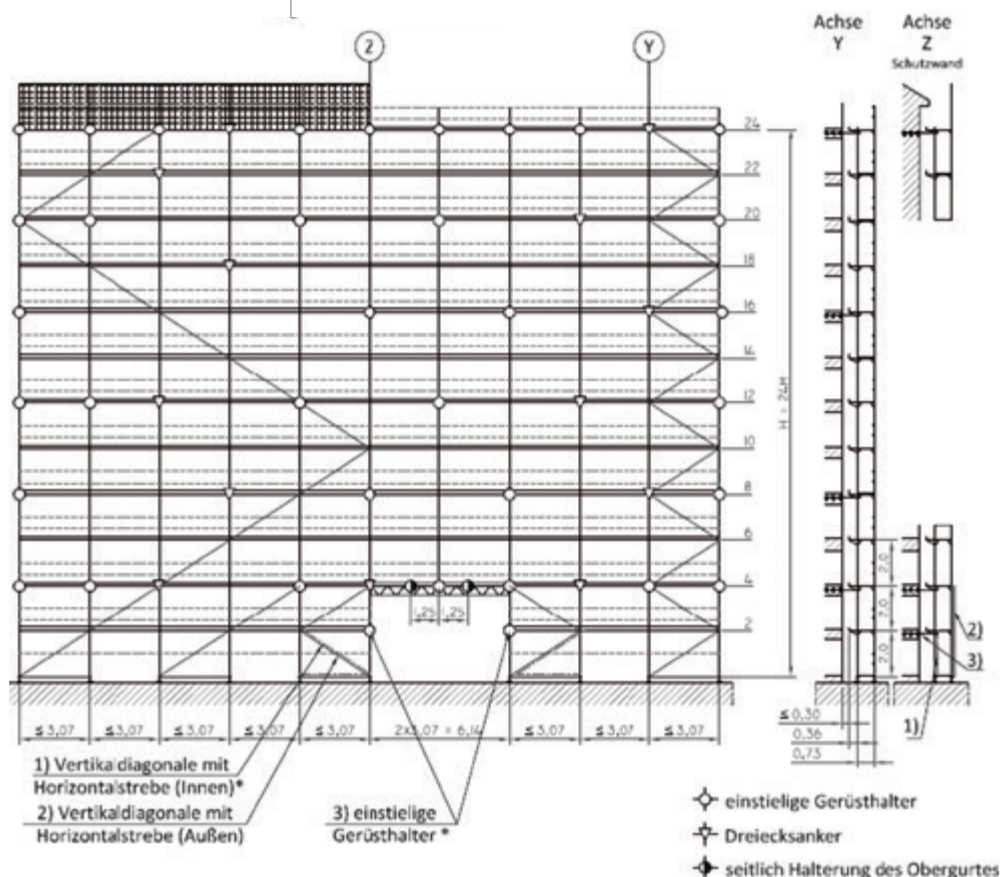 Achse
Y
Achse
Z
Schutzwand
2
Y
24
22
20
18
16
14
12
10
8
6
4
2
H = 24M
1,25
1,25
2,0
2,0
2,0
2)
3)
1)
≤ 3,07
≤ 3,07
≤ 3,07
≤ 3,07
≤ 3,07
2x3,07 = 6,14
≤ 3,07
≤ 3,07
≤ 3,07
≤ 0,30
0,36
0,73
1) Vertikaldiagonale mit
Horizontalstrebe (Innen)*
2) Vertikaldiagonale mit
Horizontalstrebe (Außen)
3) einstielige
Gerüsthalter *
einstielige Gerüsthalter
Dreiecksanker
seitlich Halterung des Obergurtes